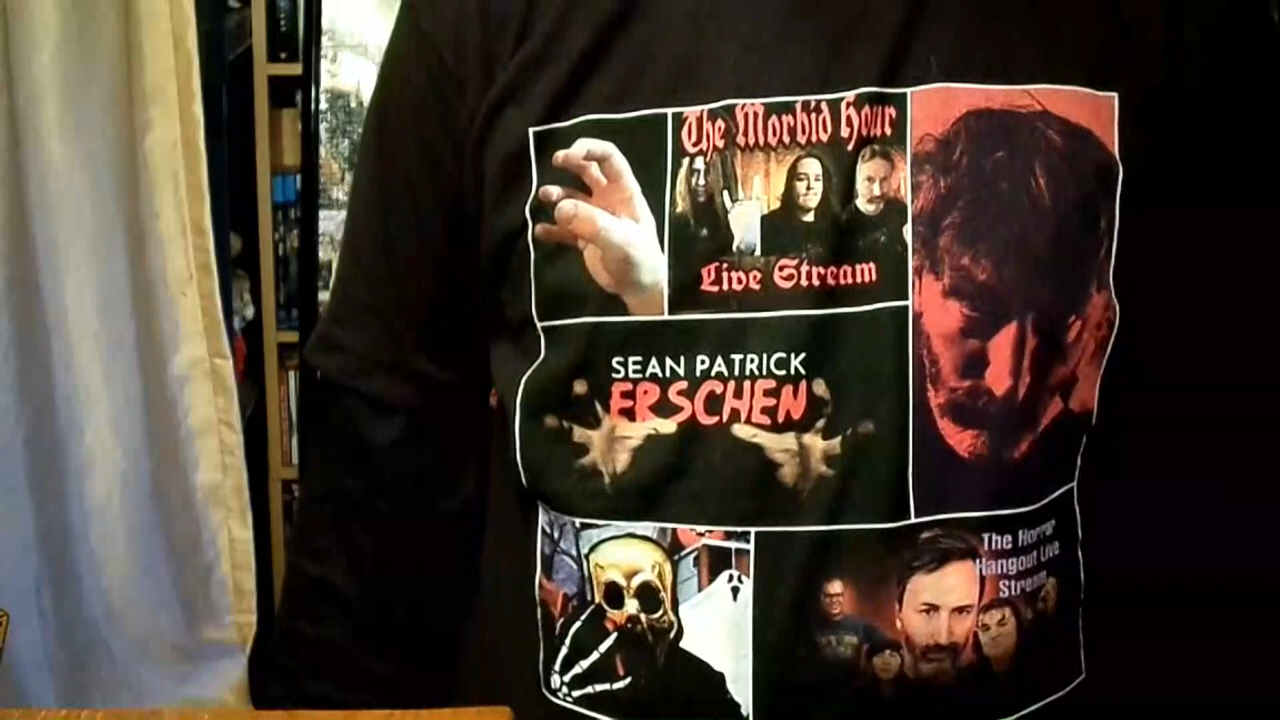 The Morbid Hour
Live Stream
SEAN PATRICK
ERSCHEN
The Horror
Hangout Live
Stream